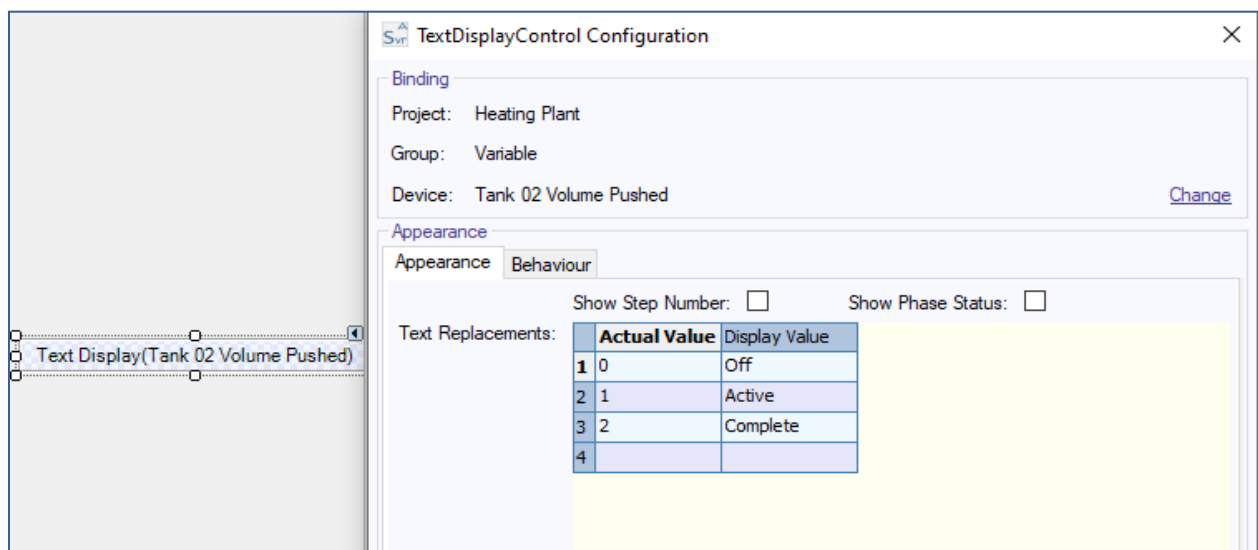 Svr TextDisplayControl Configuration
Binding
Project: Heating Plant
Group: Variable
Device: Tank 02 Volume Pushed Change
Appearance
Appearance Behaviour
Show Step Number: Show Phase Status:
Text Replacements: Actual Value Display Value
1 0 Off
2 1 Active
3 2 Complete
4
Text Display(Tank 02 Volume Pushed)